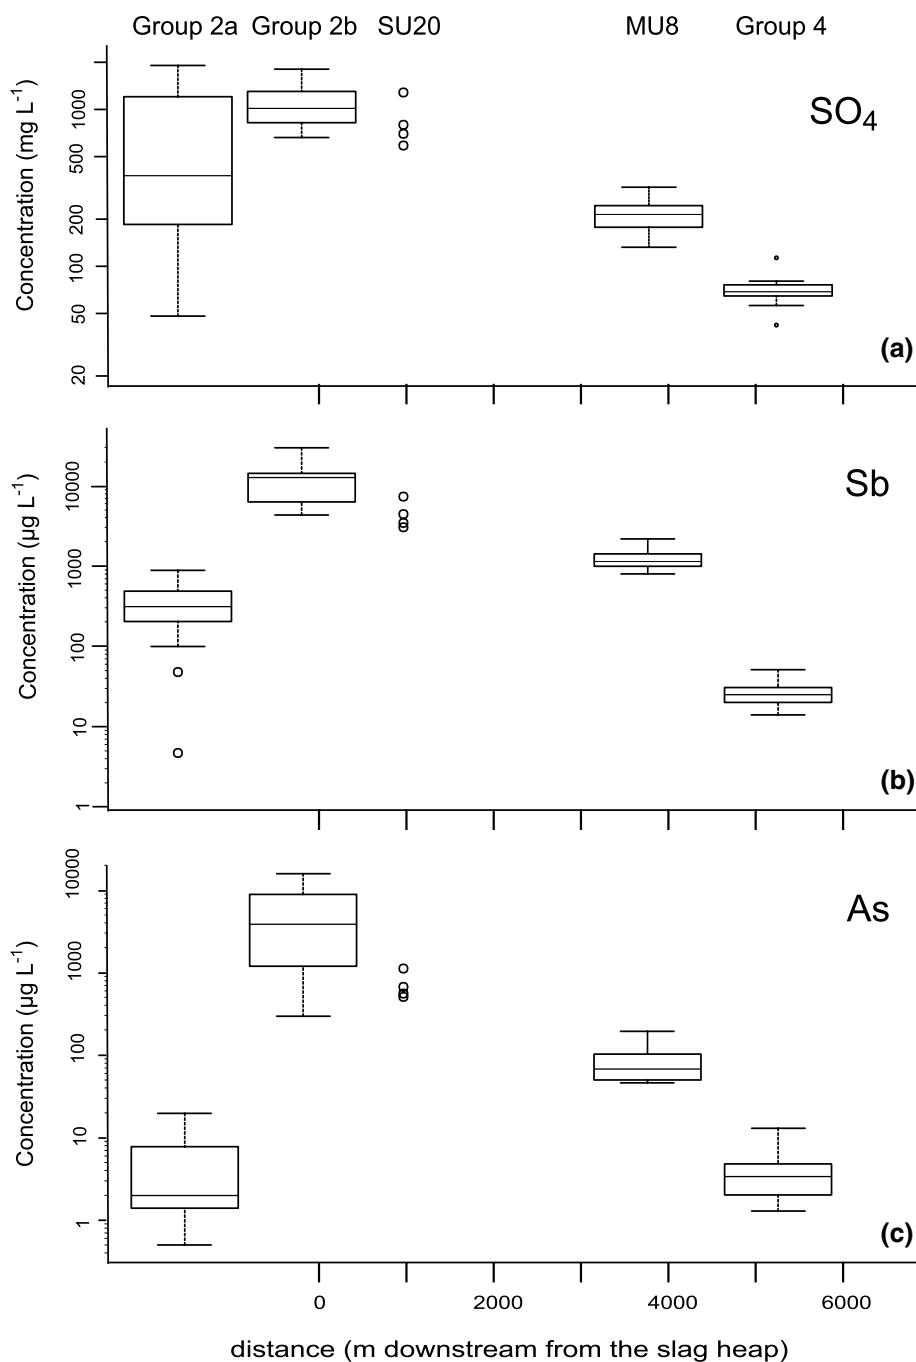 Group 2a Group 2b SU20 MU8 Group 4
SO4
Concentration (mg L-1)
1000
500
200
100
50
20
(a)
Sb
Concentration (µg L-1)
10000
1000
100
10
1
(b)
As
Concentration (µg L-1)
10000
1000
100
10
1
(c)
0 2000 4000 6000
distance (m downstream from the slag heap)